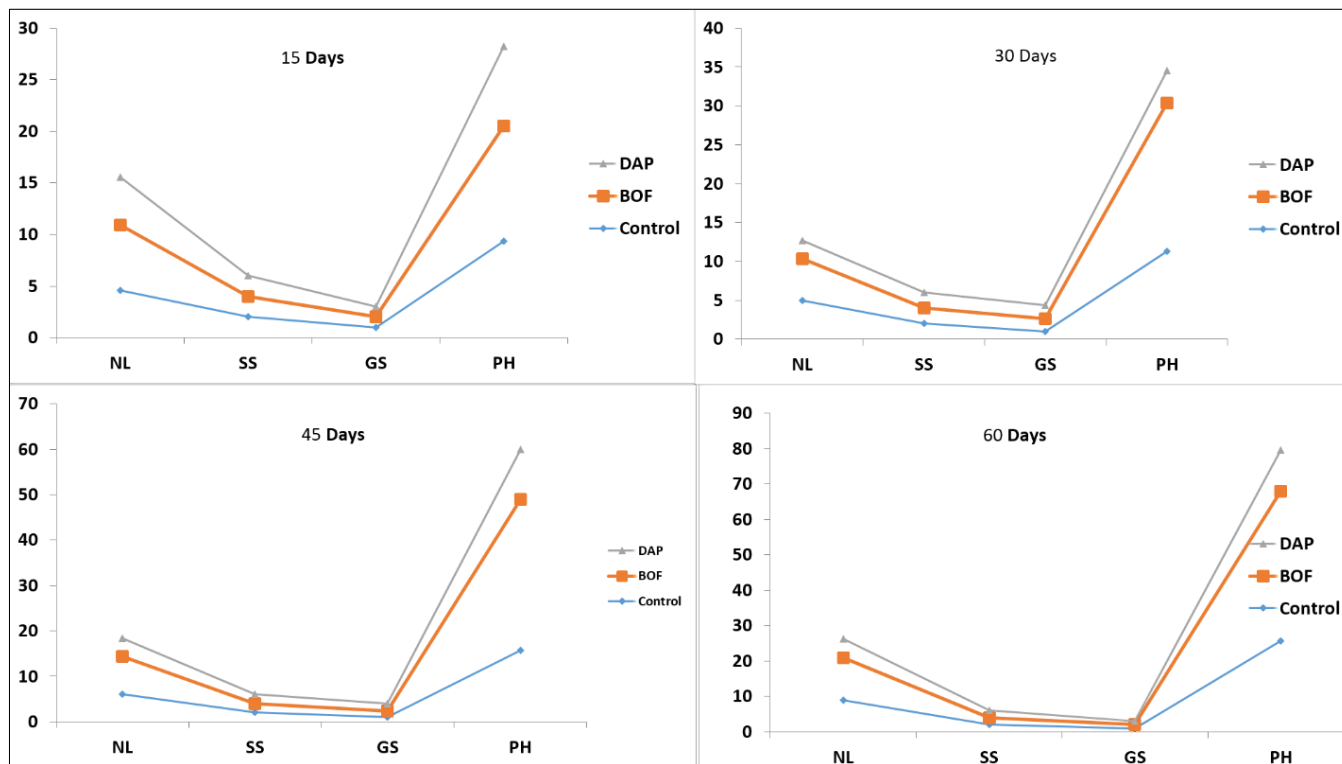 30
25
20
15
10
5
0
15 Days
NL SS GS PH
DAP
BOF
Control
40
35
30
25
20
15
10
5
0
30 Days
NL SS GS PH
DAP
BOF
Control
70
60
50
40
30
20
10
0
45 Days
NL SS GS PH
DAP
BOF
Control
90
80
70
60
50
40
30
20
10
0
60 Days
NL SS GS PH
DAP
BOF
Control